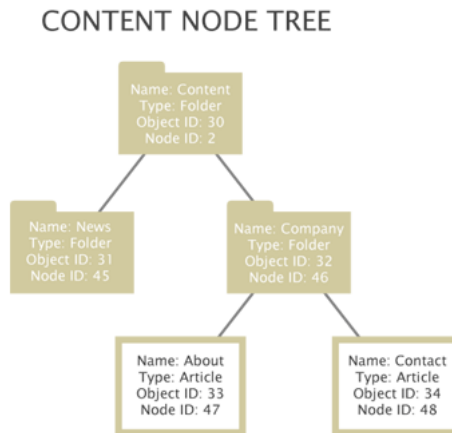 CONTENT NODE TREE
Name: Content
Type: Folder
Object ID: 30
Node ID: 2
Name: News
Type: Folder
Object ID: 31
Node ID: 45
Name: Company
Type: Folder
Object ID: 32
Node ID: 46
Name: About
Type: Article
Object ID: 33
Node ID: 47
Name: Contact
Type: Article
Object ID: 34
Node ID: 48